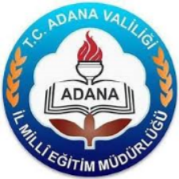 T.C. ADANA VALİLİĞİ
ADANA
İL MİLLİ EĞİTİM MÜDÜRLÜĞÜ